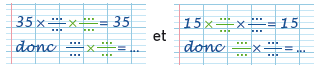 35 × ···/··· × ···/··· = 35
donc ···/··· × ···/··· = ...
et
15 × ···/··· × ···/··· = 15
donc ···/··· × ···/··· = ...